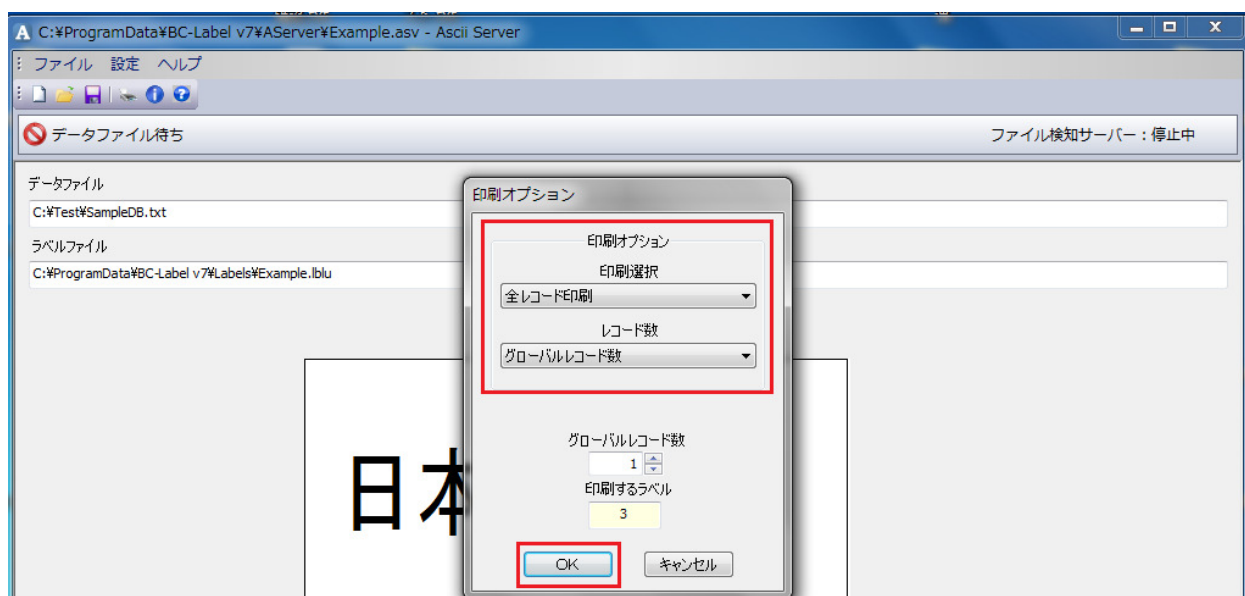 A C:¥ProgramData¥BC-Label v7¥AServer¥Example.asv - Ascii Server
ファイル 設定 ヘルプ
データファイル待ち ファイル検知サーバー：停止中
データファイル
C:¥Test¥SampleDB.txt
ラベルファイル
C:¥ProgramData¥BC-Label v7¥Labels¥Example.lblu
日本
印刷オプション
印刷オプション
印刷選択
全レコード印刷
レコード数
グローバルレコード数
グローバルレコード数
1
印刷するラベル
3
OK キャンセル